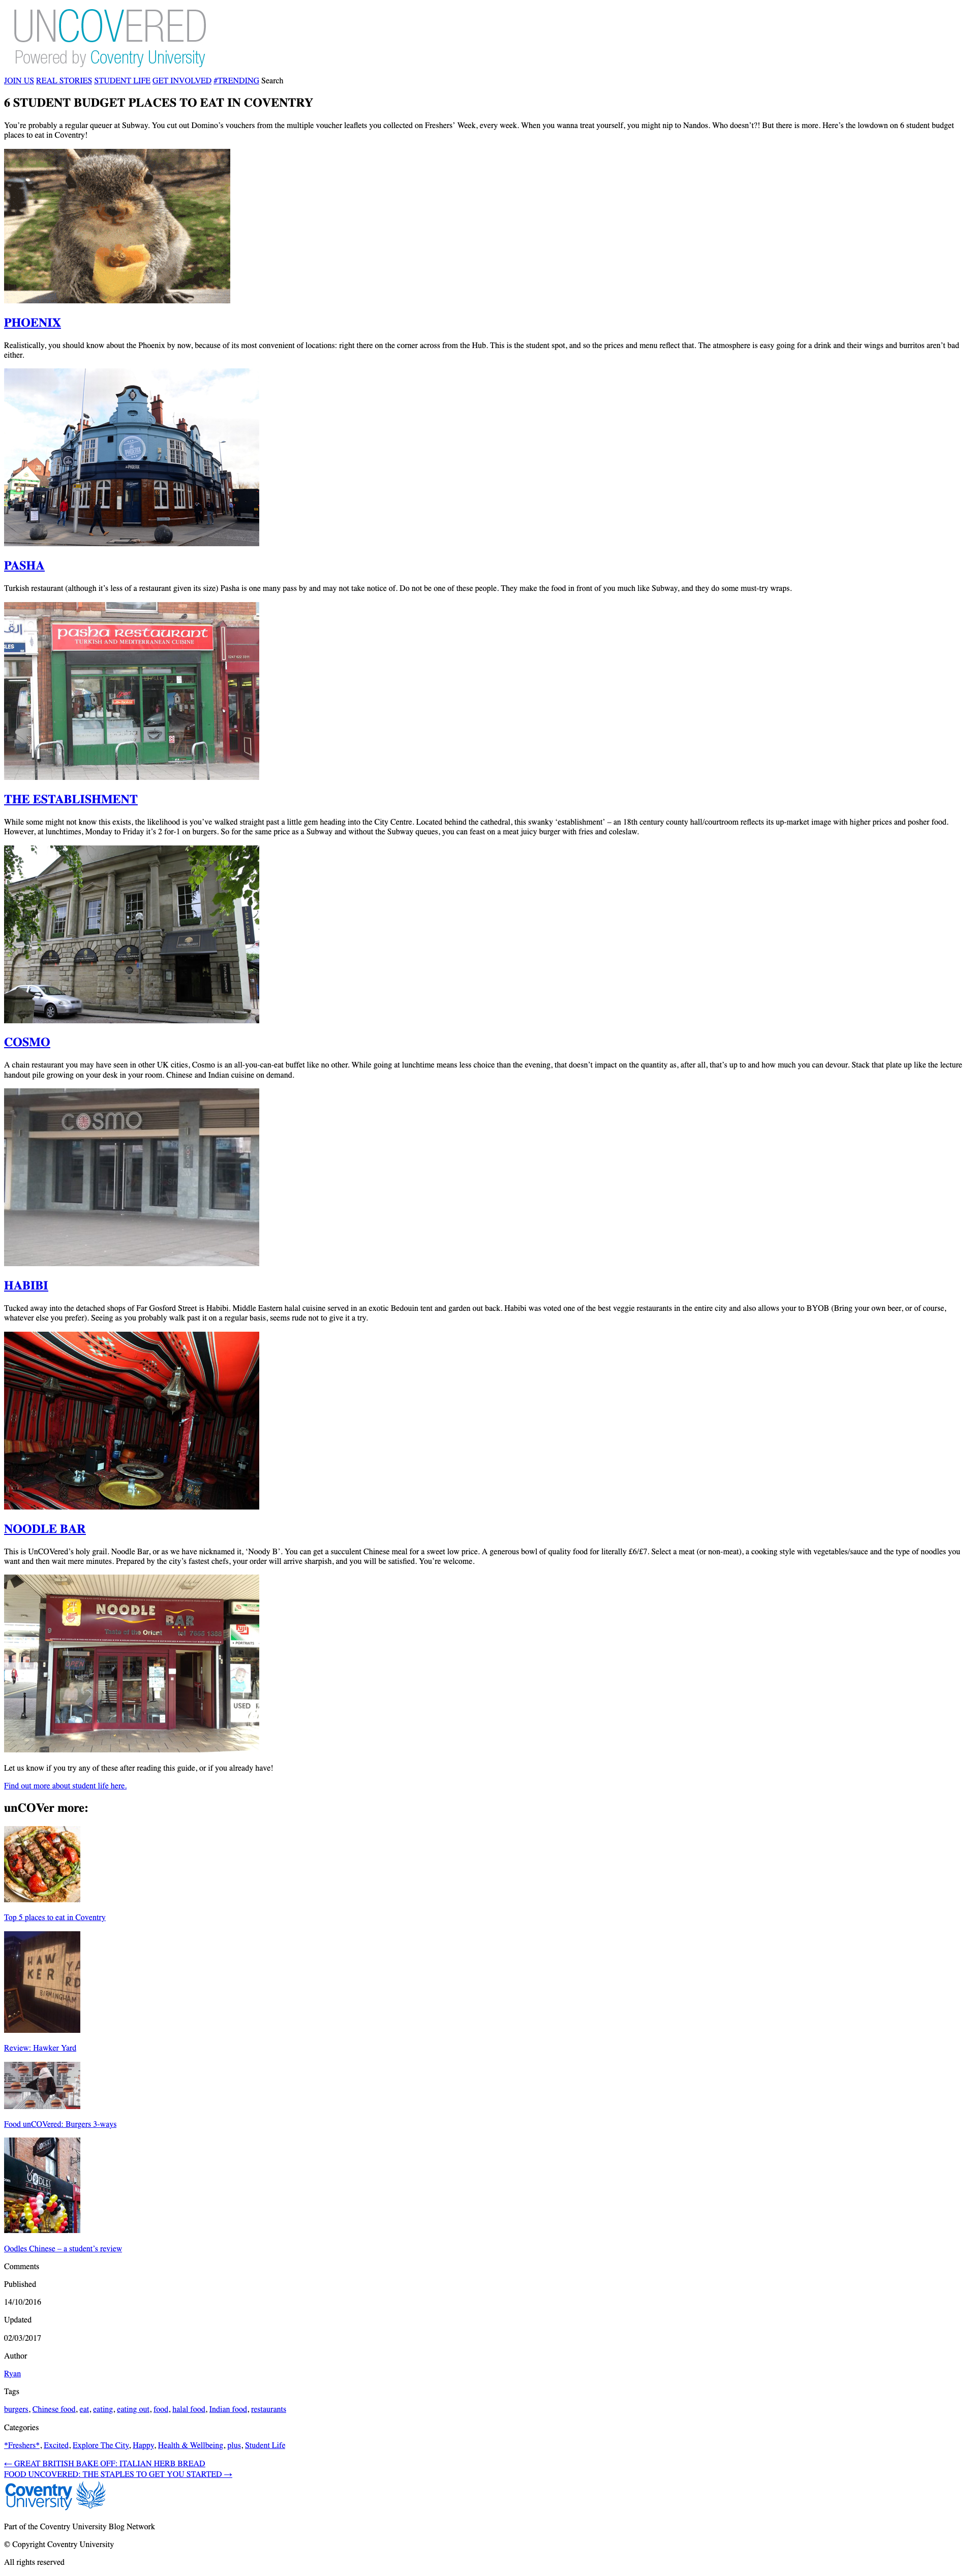 UNCOVERED
Powered by Coventry University
JOIN US REAL STORIES STUDENT LIFE GET INVOLVED #TRENDING Search
6 STUDENT BUDGET PLACES TO EAT IN COVENTRY
You’re probably a regular queuer at Subway. You cut out Domino’s vouchers from the multiple voucher leaflets you collected on Freshers’ Week, every week. When you wanna treat yourself, you might nip to Nandos. Who doesn’t?! But there is more. Here’s the lowdown on 6 student budget
places to eat in Coventry!
PHOENIX
Realistically, you should know about the Phoenix by now, because of its most convenient of locations: right there on the corner across from the Hub. This is the student spot, and so the prices and menu reflect that. The atmosphere is easy going for a drink and their wings and burritos aren’t bad
either.
PASHA
Turkish restaurant (although it’s less of a restaurant given its size) Pasha is one many pass by and may not take notice of. Do not be one of these people. They make the food in front of you much like Subway, and they do some must-try wraps.
pasha restaurant
TURKISH AND MEDITERRANEAN CUISINE
THE ESTABLISHMENT
While some might not know this exists, the likelihood is you’ve walked straight past a little gem heading into the City Centre. Located behind the cathedral, this swanky ‘establishment’ – an 18th century county hall/courtroom reflects its up-market image with higher prices and posher food.
However, at lunchtimes, Monday to Friday it’s 2 for-1 on burgers. So for the same price as a Subway and without the Subway queues, you can feast on a meat juicy burger with fries and coleslaw.
COSMO
A chain restaurant you may have seen in other UK cities, Cosmo is an all-you-can-eat buffet like no other. While going at lunchtime means less choice than the evening, that doesn’t impact on the quantity as, after all, that’s up to and how much you can devour. Stack that plate up like the lecture
handout pile growing on your desk in your room. Chinese and Indian cuisine on demand.
COSMO
HABIBI
Tucked away into the detached shops of Far Gosford Street is Habibi. Middle Eastern halal cuisine served in an exotic Bedouin tent and garden out back. Habibi was voted one of the best veggie restaurants in the entire city and also allows your to BYOB (Bring your own beer, or of course,
whatever else you prefer). Seeing as you probably walk past it on a regular basis, seems rude not to give it a try.
NOODLE BAR
This is UnCOVered’s holy grail. Noodle Bar, or as we have nicknamed it, ‘Noody B’. You can get a succulent Chinese meal for a sweet low price. A generous bowl of quality food for literally £6/£7. Select a meat (or non-meat), a cooking style with vegetables/sauce and the type of noodles you
want and then wait mere minutes. Prepared by the city’s fastest chefs, your order will arrive sharpish, and you will be satisfied. You’re welcome.
NOODLE BAR
Taste of the Orient
USED
Let us know if you try any of these after reading this guide, or if you already have!
Find out more about student life here.
unCOVer more:
Top 5 places to eat in Coventry
HAW
KER
YA
RD
BIRMINGHAM
Review: Hawker Yard
Food unCOVered: Burgers 3-ways
OODLES
Oodles Chinese – a student’s review
Comments
Published
14/10/2016
Updated
02/03/2017
Author
Ryan
Tags
burgers, Chinese food, eat, eating, eating out, food, halal food, Indian food, restaurants
Categories
*Freshers*, Excited, Explore The City, Happy, Health & Wellbeing, plus, Student Life
← GREAT BRITISH BAKE OFF: ITALIAN HERB BREAD
FOOD UNCOVERED: THE STAPLES TO GET YOU STARTED →
Coventry
University
Part of the Coventry University Blog Network
© Copyright Coventry University
All rights reserved